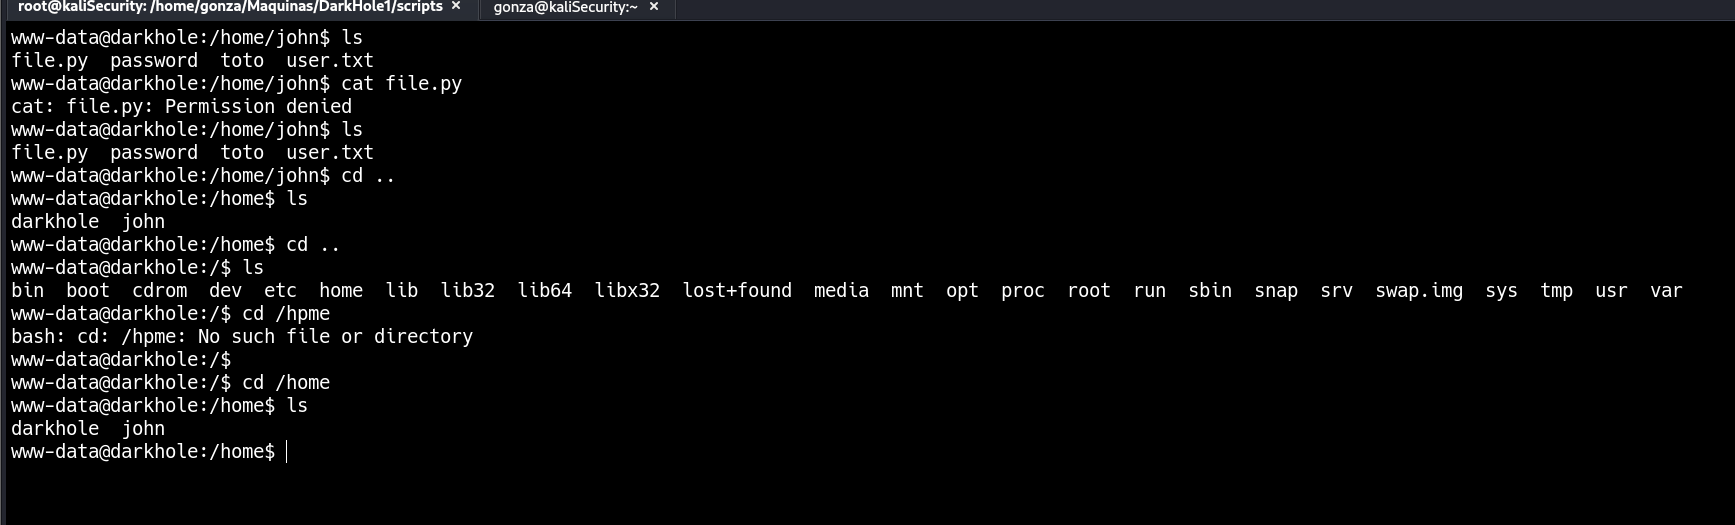 root@kaliSecurity: /home/gonza/Maquinas/DarkHole1/scripts × gonza@kaliSecurity:~ ×
www-data@darkhole:/home/john$ ls
file.py  password  toto  user.txt
www-data@darkhole:/home/john$ cat file.py
cat: file.py: Permission denied
www-data@darkhole:/home/john$ ls
file.py  password  toto  user.txt
www-data@darkhole:/home/john$ cd ..
www-data@darkhole:/home$ ls
darkhole  john
www-data@darkhole:/home$ cd ..
www-data@darkhole:/$ ls
bin  boot  cdrom  dev  etc  home  lib  lib32  lib64  libx32  lost+found  media  mnt  opt  proc  root  run  sbin  snap  srv  swap.img  sys  tmp  usr  var
www-data@darkhole:/$ cd /hpme
bash: cd: /hpme: No such file or directory
www-data@darkhole:/$
www-data@darkhole:/$ cd /home
www-data@darkhole:/home$ ls
darkhole  john
www-data@darkhole:/home$